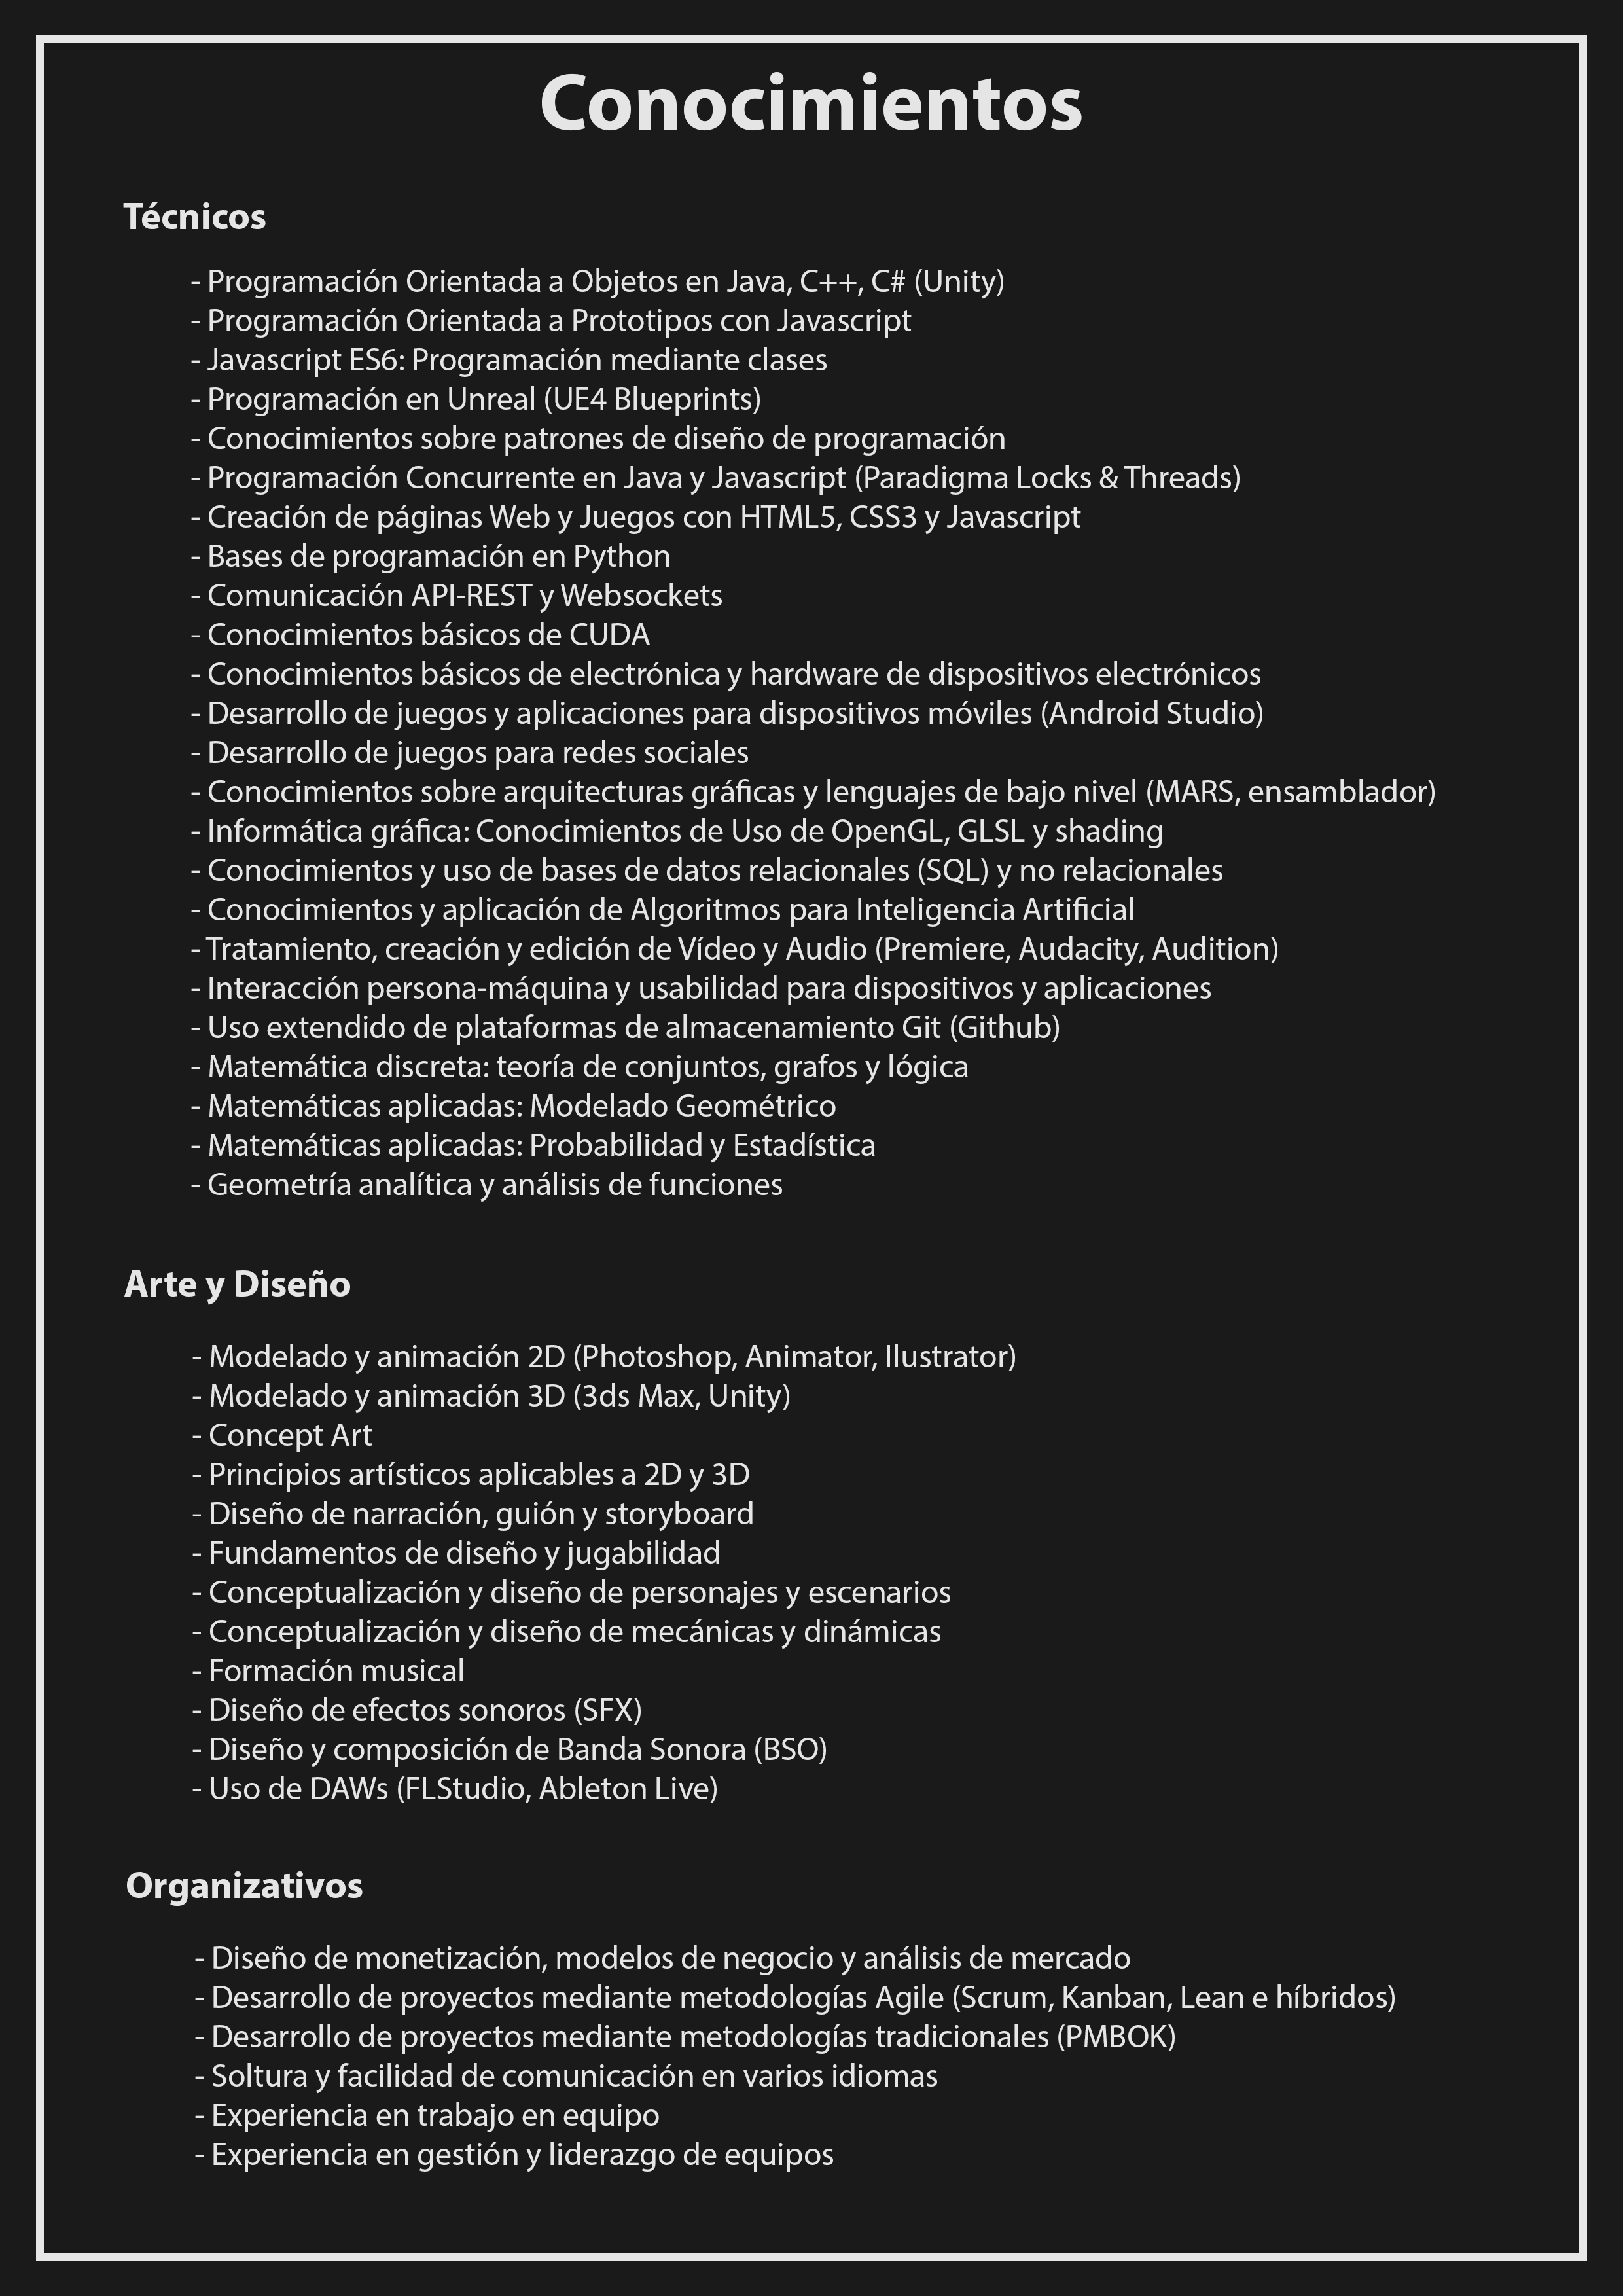 Conocimientos
Técnicos
- Programación Orientada a Objetos en Java, C++, C# (Unity)
- Programación Orientada a Prototipos con Javascript
- Javascript ES6: Programación mediante clases
- Programación en Unreal (UE4 Blueprints)
- Conocimientos sobre patrones de diseño de programación
- Programación Concurrente en Java y Javascript (Paradigma Locks & Threads)
- Creación de páginas Web y Juegos con HTML5, CSS3 y Javascript
- Bases de programación en Python
- Comunicación API-REST y Websockets
- Conocimientos básicos de CUDA
- Conocimientos básicos de electrónica y hardware de dispositivos electrónicos
- Desarrollo de juegos y aplicaciones para dispositivos móviles (Android Studio)
- Desarrollo de juegos para redes sociales
- Conocimientos sobre arquitecturas gráficas y lenguajes de bajo nivel (MARS, ensamblador)
- Informática gráfica: Conocimientos de Uso de OpenGL, GLSL y shading
- Conocimientos y uso de bases de datos relacionales (SQL) y no relacionales
- Conocimientos y aplicación de Algoritmos para Inteligencia Artificial
- Tratamiento, creación y edición de Vídeo y Audio (Premiere, Audacity, Audition)
- Interacción persona-máquina y usabilidad para dispositivos y aplicaciones
- Uso extendido de plataformas de almacenamiento Git (Github)
- Matemática discreta: teoría de conjuntos, grafos y lógica
- Matemáticas aplicadas: Modelado Geométrico
- Matemáticas aplicadas: Probabilidad y Estadística
- Geometría analítica y análisis de funciones
Arte y Diseño
- Modelado y animación 2D (Photoshop, Animator, Ilustrator)
- Modelado y animación 3D (3ds Max, Unity)
- Concept Art
- Principios artísticos aplicables a 2D y 3D
- Diseño de narración, guión y storyboard
- Fundamentos de diseño y jugabilidad
- Conceptualización y diseño de personajes y escenarios
- Conceptualización y diseño de mecánicas y dinámicas
- Formación musical
- Diseño de efectos sonoros (SFX)
- Diseño y composición de Banda Sonora (BSO)
- Uso de DAWs (FLStudio, Ableton Live)
Organizativos
- Diseño de monetización, modelos de negocio y análisis de mercado
- Desarrollo de proyectos mediante metodologías Agile (Scrum, Kanban, Lean e híbridos)
- Desarrollo de proyectos mediante metodologías tradicionales (PMBOK)
- Soltura y facilidad de comunicación en varios idiomas
- Experiencia en trabajo en equipo
- Experiencia en gestión y liderazgo de equipos